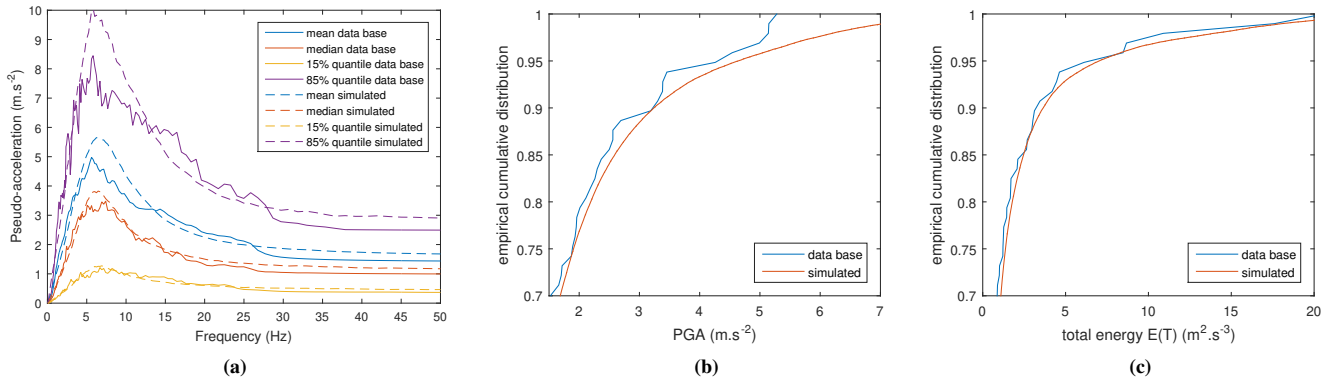 Pseudo-acceleration (m.s-2)
10
9
8
7
6
5
4
3
2
1
0
0 5 10 15 20 25 30 35 40 45 50
Frequency (Hz)
mean data base
median data base
15% quantile data base
85% quantile data base
mean simulated
median simulated
15% quantile simulated
85% quantile simulated
(a)
empirical cumulative distribution
1
0.95
0.9
0.85
0.8
0.75
0.7
2 3 4 5 6 7
PGA (m.s-2)
data base
simulated
(b)
empirical cumulative distribution
1
0.95
0.9
0.85
0.8
0.75
0.7
0 5 10 15 20
total energy E(T) (m2.s-3)
data base
simulated
(c)